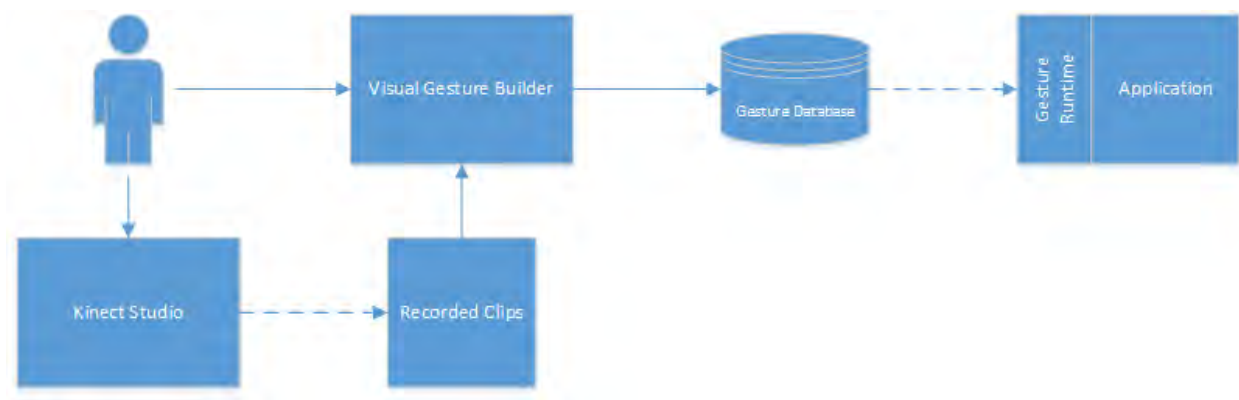 Visual Gesture Builder
Gesture Database
Gesture
Runtime
Application
Kinect Studio
Recorded Clips